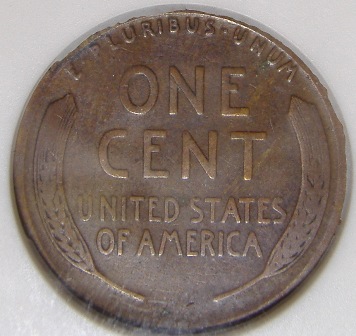 E PLURIBUS·UNUM
ONE
CENT
UNITED STATES
OF AMERICA